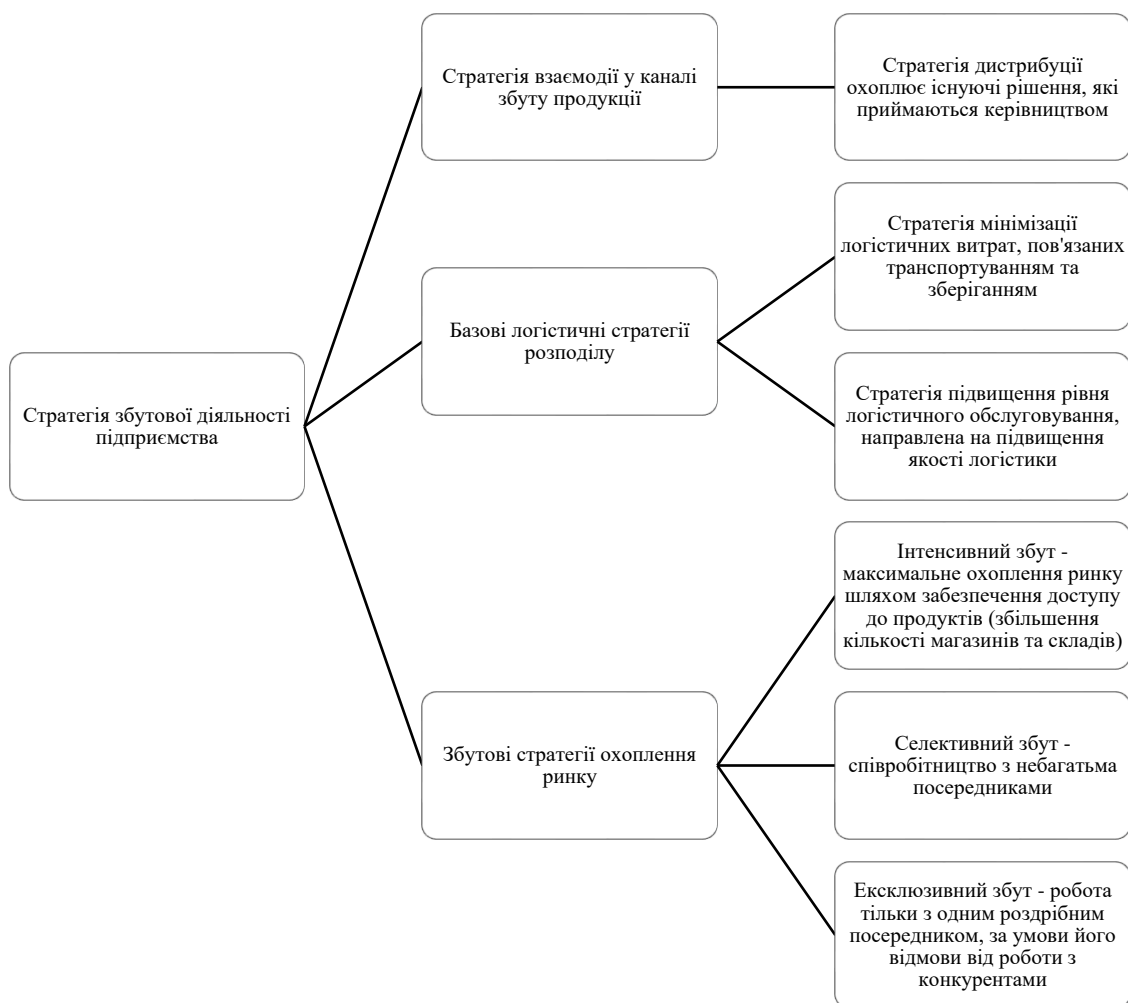 Стратегія збутової діяльності
підприємства
Стратегія взаємодії у каналі
збуту продукції
Стратегія дистрибуції
охоплює існуючі рішення, які
приймаються керівництвом
Базові логістичні стратегії
розподілу
Стратегія мінімізації
логістичних витрат, пов'язаних
транспортуванням та
зберіганням
Стратегія підвищення рівня
логістичного обслуговування,
направлена на підвищення
якості логістики
Збутові стратегії охоплення
ринку
Інтенсивний збут -
максимальне охоплення ринку
шляхом забезпечення доступу
до продуктів (збільшення
кількості магазинів та складів)
Селективний збут -
співробітництво з небагатьма
посередниками
Ексклюзивний збут - робота
тільки з одним роздрібним
посередником, за умови його
відмови від роботи з
конкурентами